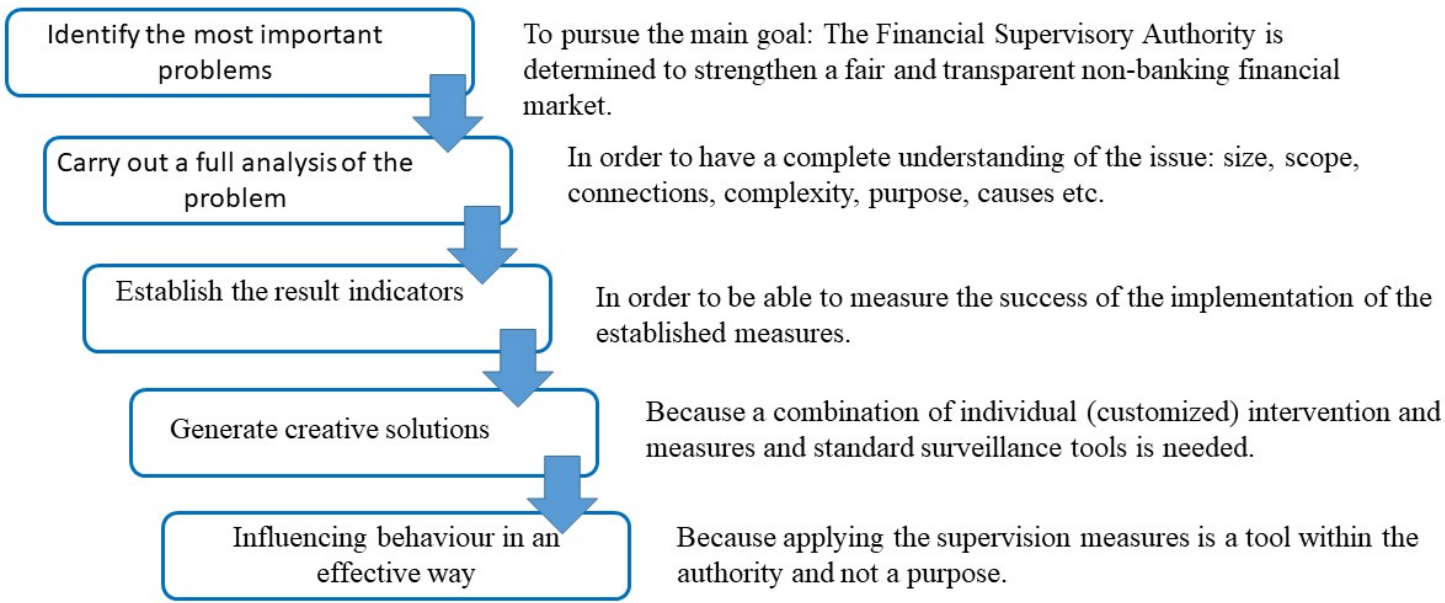 Identify the most important
problems
To pursue the main goal: The Financial Supervisory Authority is
determined to strengthen a fair and transparent non-banking financial
market.
Carry out a full analysis of the
problem
In order to have a complete understanding of the issue: size, scope,
connections, complexity, purpose, causes etc.
Establish the result indicators
In order to be able to measure the success of the implementation of the
established measures.
Generate creative solutions
Because a combination of individual (customized) intervention and
measures and standard surveillance tools is needed.
Influencing behaviour in an
effective way
Because applying the supervision measures is a tool within the
authority and not a purpose.